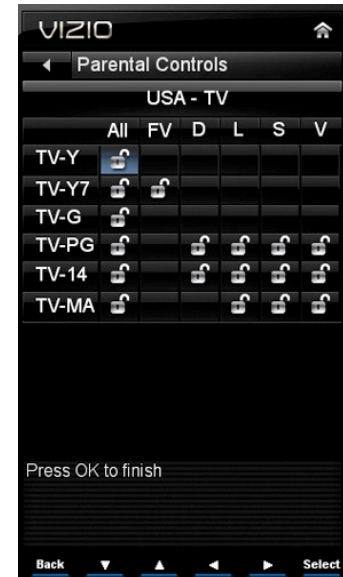 VIZIO
Parental Controls
USA - TV
All FV D L S V
TV-Y
TV-Y7
TV-G
TV-PG
TV-14
TV-MA
Press OK to finish
Back Select